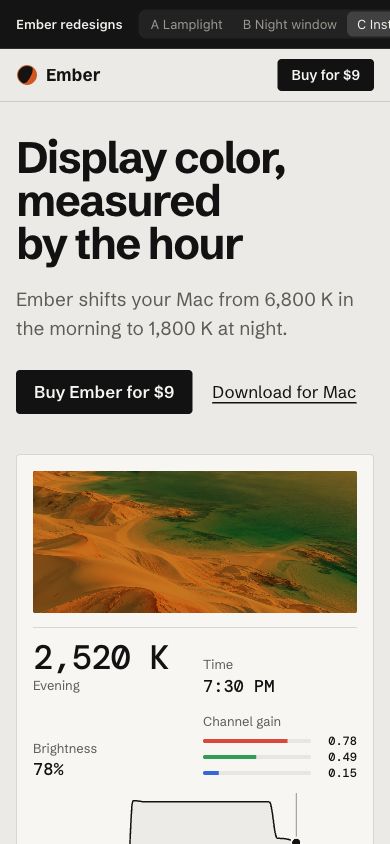 Ember redesigns
A Lamplight
B Night window
C Inst
Ember
Buy for $9
Display color,
measured
by the hour
Ember shifts your Mac from 6,800 K in
the morning to 1,800 K at night.
Buy Ember for $9
Download for Mac
2,520 K
Evening
Time
7:30 PM
Brightness
78%
Channel gain
0.78
0.49
0.15